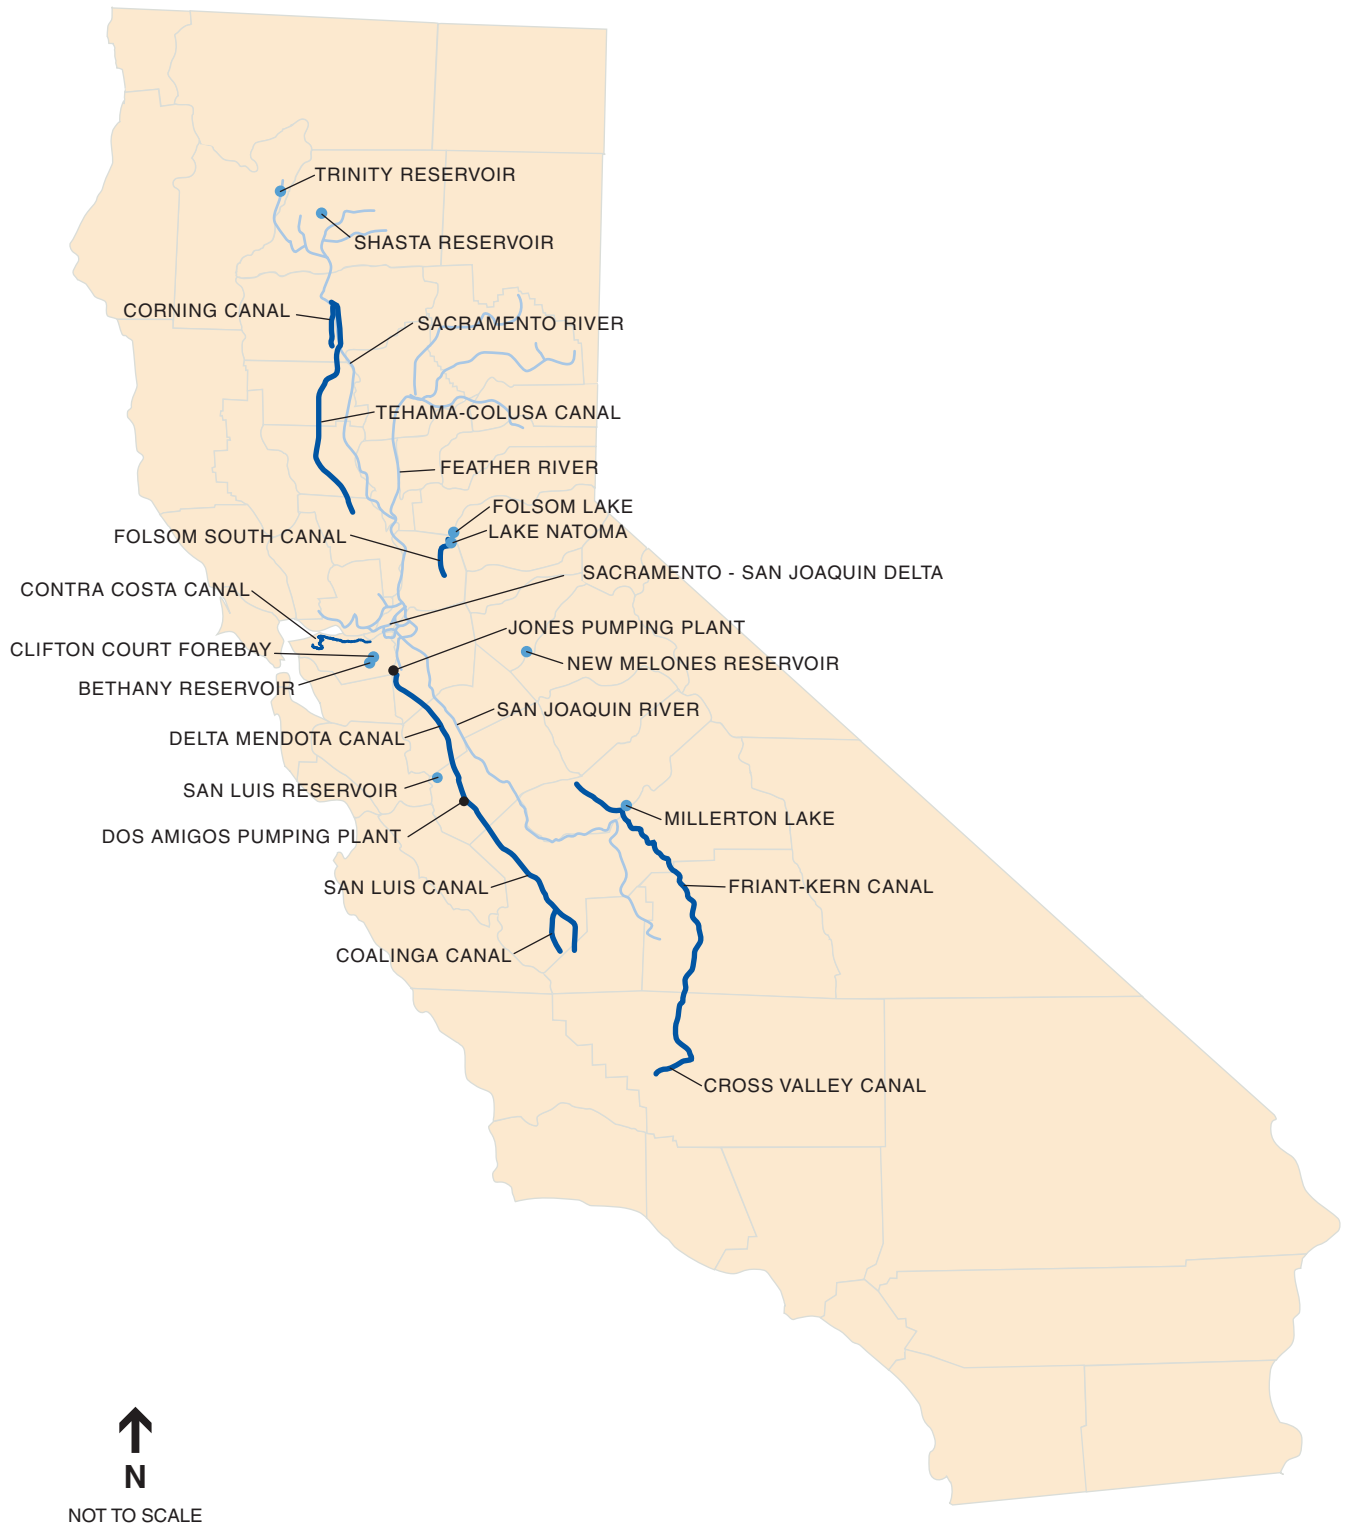 TRINITY RESERVOIR
SHASTA RESERVOIR
CORNING CANAL
SACRAMENTO RIVER
TEHAMA-COLUSA CANAL
FEATHER RIVER
FOLSOM LAKE
LAKE NATOMA
FOLSOM SOUTH CANAL
SACRAMENTO - SAN JOAQUIN DELTA
CONTRA COSTA CANAL
JONES PUMPING PLANT
CLIFTON COURT FOREBAY
NEW MELONES RESERVOIR
BETHANY RESERVOIR
SAN JOAQUIN RIVER
DELTA MENDOTA CANAL
SAN LUIS RESERVOIR
MILLERTON LAKE
DOS AMIGOS PUMPING PLANT
SAN LUIS CANAL
FRIANT-KERN CANAL
COALINGA CANAL
CROSS VALLEY CANAL
N
NOT TO SCALE